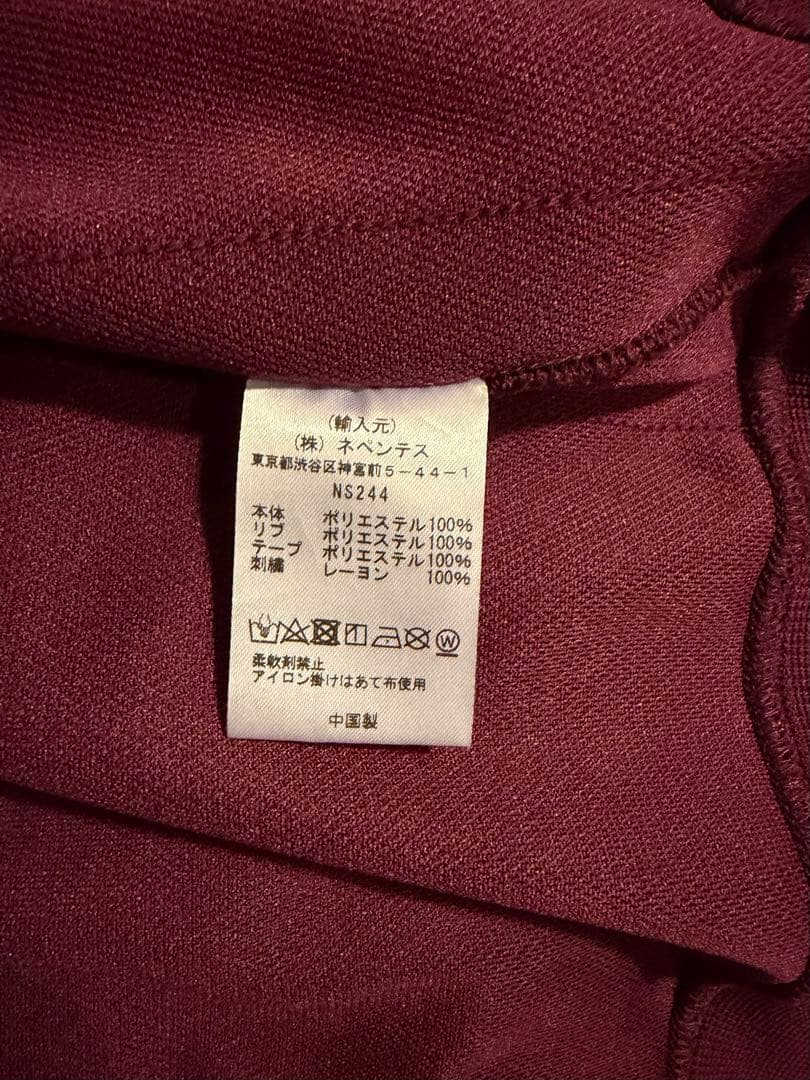 (輸入元)
(株) ネペンテス
東京都渋谷区神宮前5-44-1
NS244
本体 ポリエステル100%
リブ ポリエステル100%
テープ ポリエステル100%
刺繍 レーヨン 100%
W
柔軟剤禁止
アイロン掛けはあて布使用
中国製